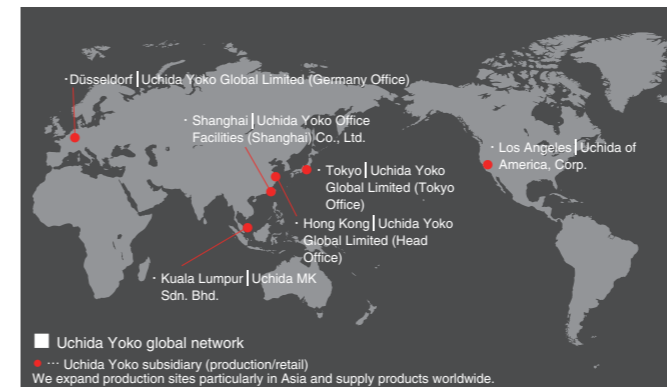 · Düsseldorf | Uchida Yoko Global Limited (Germany Office)
· Shanghai | Uchida Yoko Office
Facilities (Shanghai) Co., Ltd.
· Los Angeles | Uchida of
America, Corp.
· Tokyo | Uchida Yoko
Global Limited (Tokyo
Office)
· Hong Kong | Uchida Yoko
Global Limited (Head
Office)
· Kuala Lumpur | Uchida MK
Sdn. Bhd.
Uchida Yoko global network
··· Uchida Yoko subsidiary (production/retail)
We expand production sites particularly in Asia and supply products worldwide.